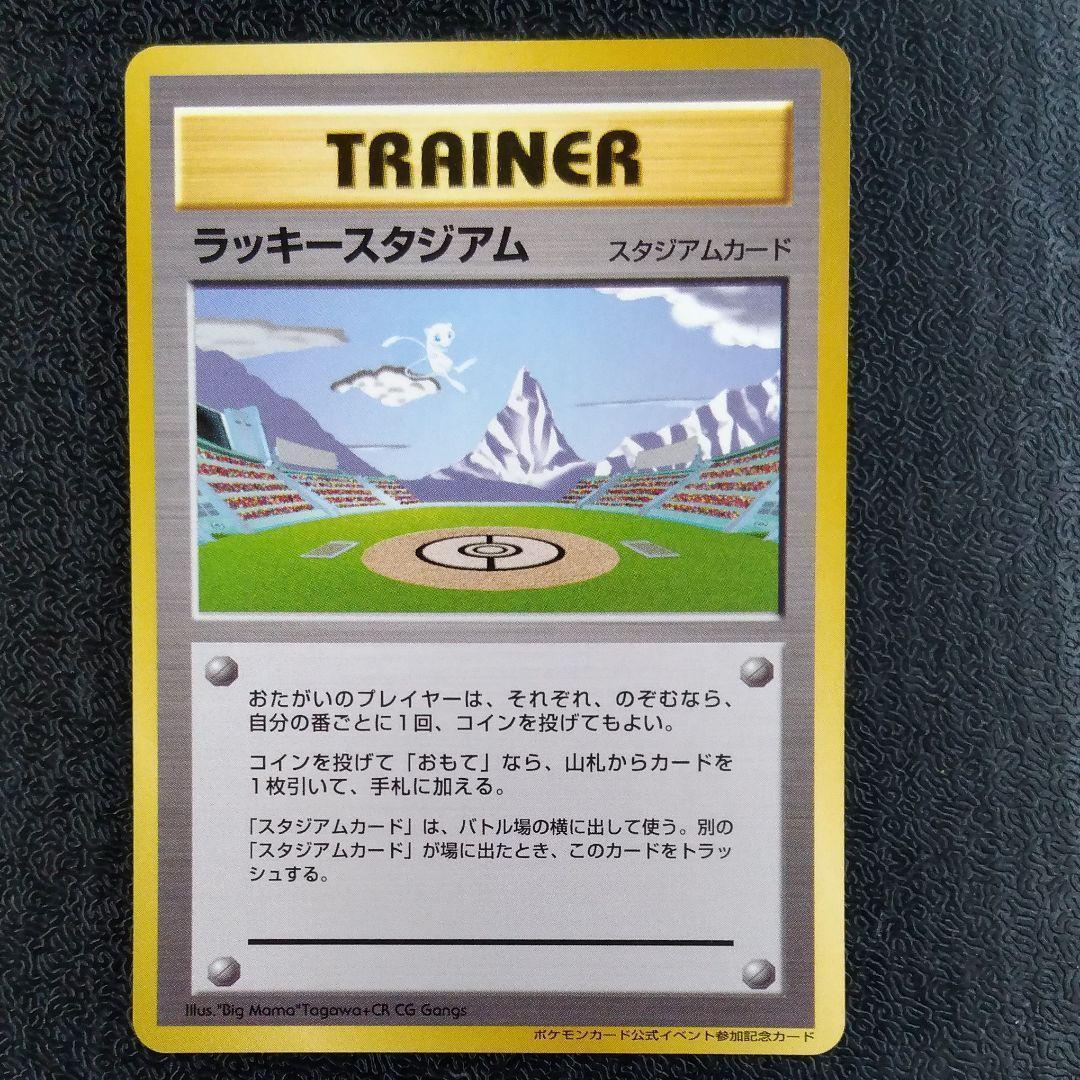 TRAINER
ラッキースタジアム スタジアムカード
おたがいのプレイヤーは、それぞれ、のぞむなら、
自分の番ごとに1回、コインを投げてもよい。
コインを投げて「おもて」なら、山札からカードを
1枚引いて、手札に加える。
「スタジアムカード」は、バトル場の横に出して使う。別の
「スタジアムカード」が場に出たとき、このカードをトラッ
シュする。
Illus."Big Mama"Tagawa+CR CG Gangs
ポケモンカード公式イベント参加記念カード